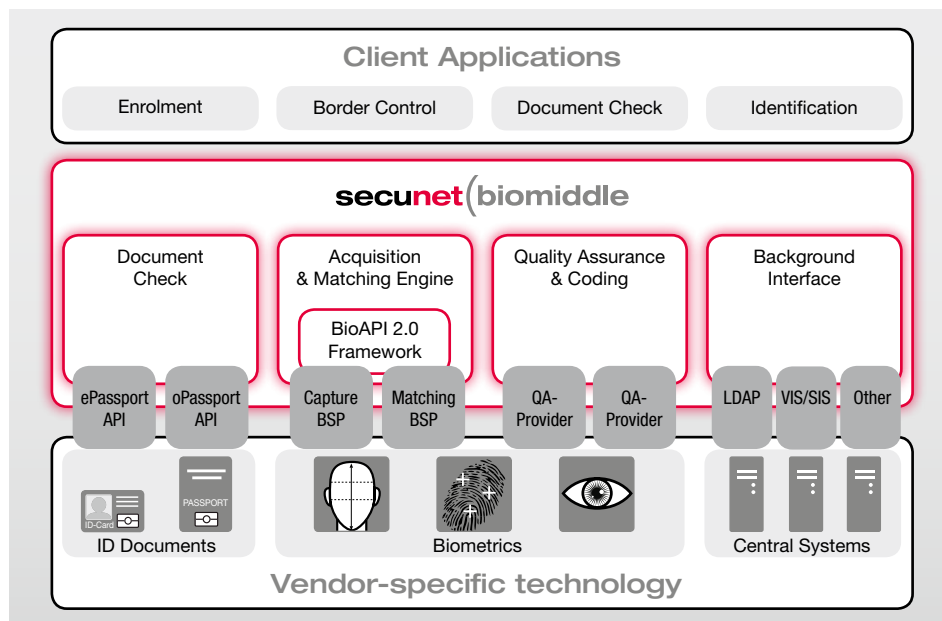 Client Applications
Enrolment
Border Control
Document Check
Identification
secunet(biomiddle
Document
Check
Acquisition
& Matching Engine
BioAPI 2.0
Framework
Quality Assurance
& Coding
Background
Interface
ePassport
API
oPassport
API
Capture
BSP
Matching
BSP
QA-
Provider
QA-
Provider
LDAP
VIS/SIS
Other
ID-Card
PASSPORT
ID Documents
Biometrics
Central Systems
Vendor-specific technology